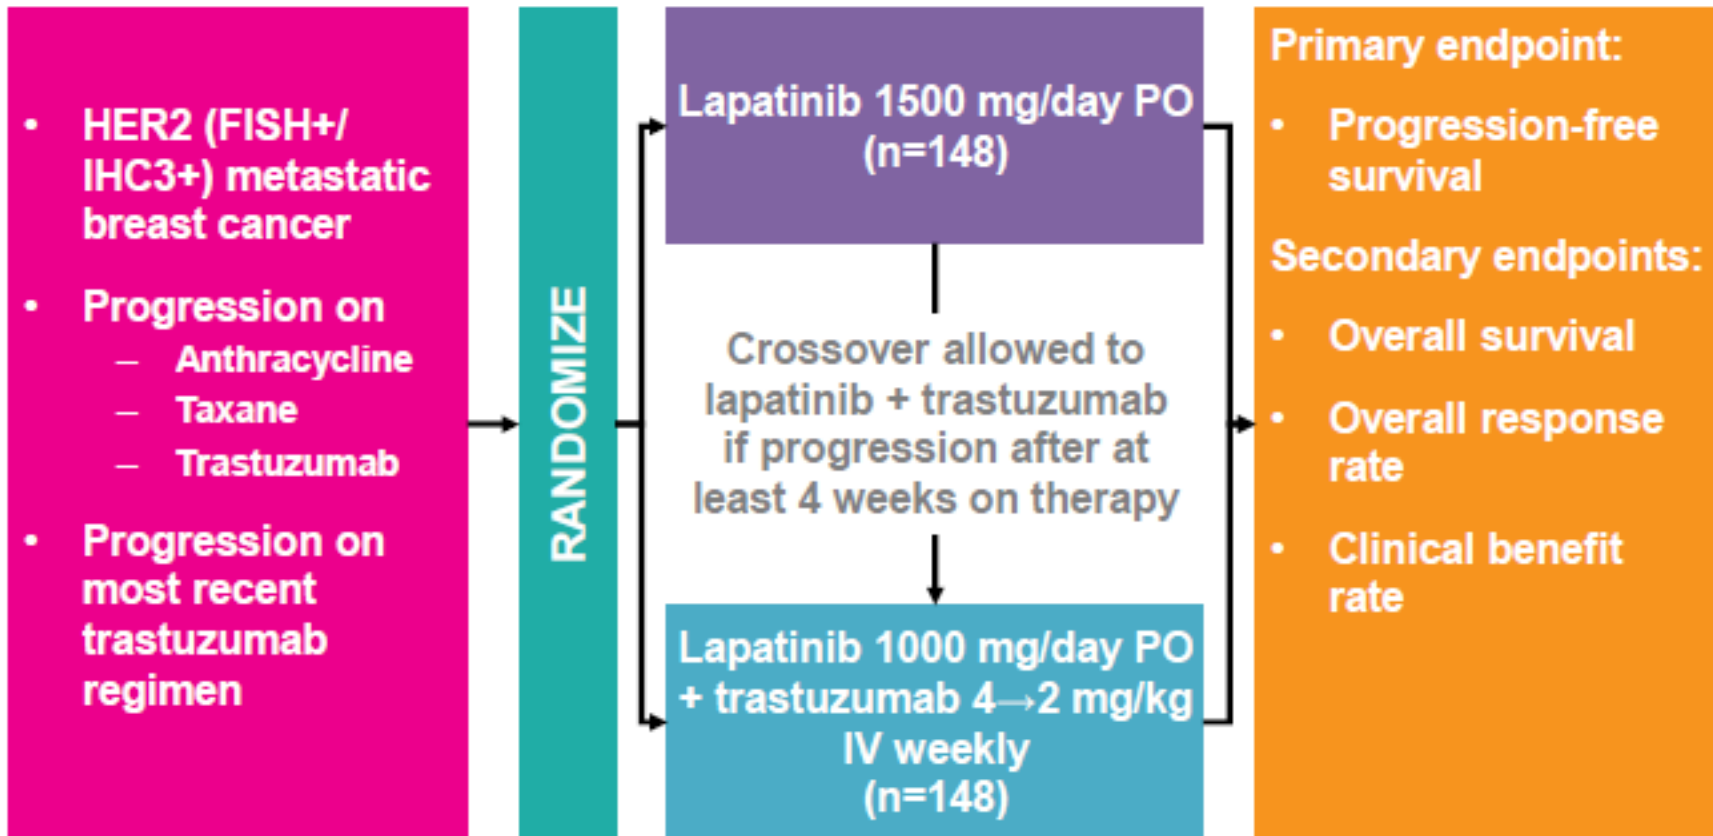 • HER2 (FISH+/
IHC3+) metastatic
breast cancer
• Progression on
– Anthracycline
– Taxane
– Trastuzumab
• Progression on
most recent
trastuzumab
regimen
RANDOMIZE
Lapatinib 1500 mg/day PO
(n=148)
Crossover allowed to
lapatinib + trastuzumab
if progression after at
least 4 weeks on therapy
Lapatinib 1000 mg/day PO
+ trastuzumab 4→2 mg/kg
IV weekly
(n=148)
Primary endpoint:
• Progression-free
survival
Secondary endpoints:
• Overall survival
• Overall response
rate
• Clinical benefit
rate